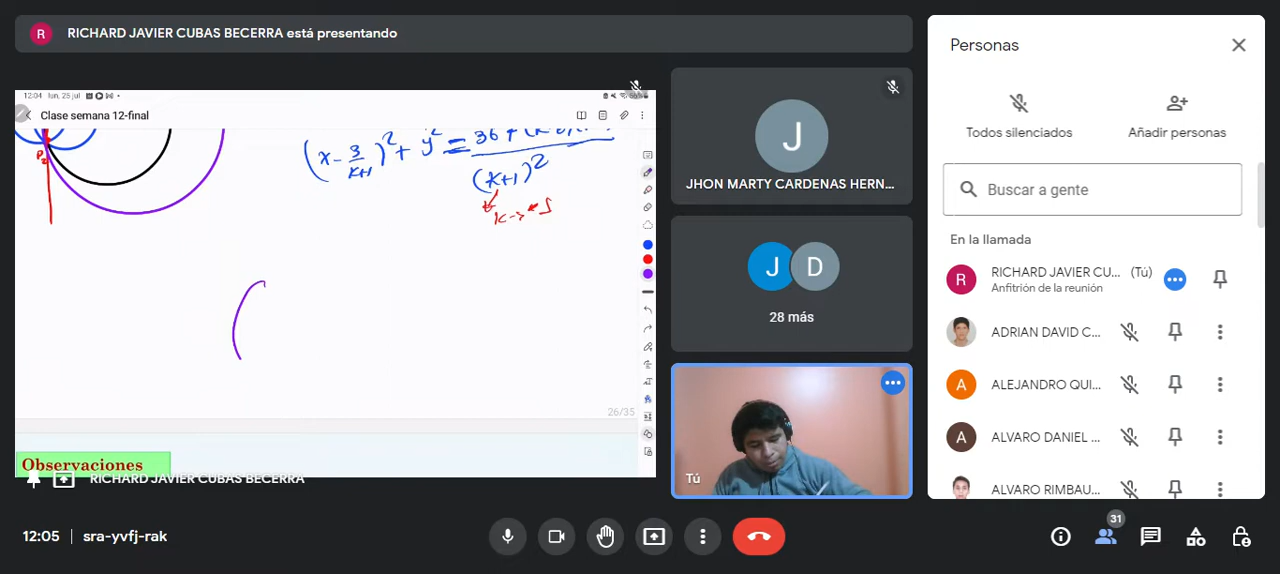 R RICHARD JAVIER CUBAS BECERRA está presentando
12:04 lun, 25 jul
Clase semana 12-final
P2
(x - 3/k+1)^2 + y^2 =
(k+1)^2
26/35
Observaciones
RICHARD JAVIER CUBAS BECERRA
J
JHON MARTY CARDENAS HERN...
J D
28 más
Tú
Personas
Todos silenciados
Añadir personas
Buscar a gente
En la llamada
R RICHARD JAVIER CU... (Tú)
Anfitrión de la reunión
ADRIAN DAVID C...
A ALEJANDRO QUI...
A ALVARO DANIEL ...
ALVARO RIMBAU...
12:05 | sra-yvfj-rak
31